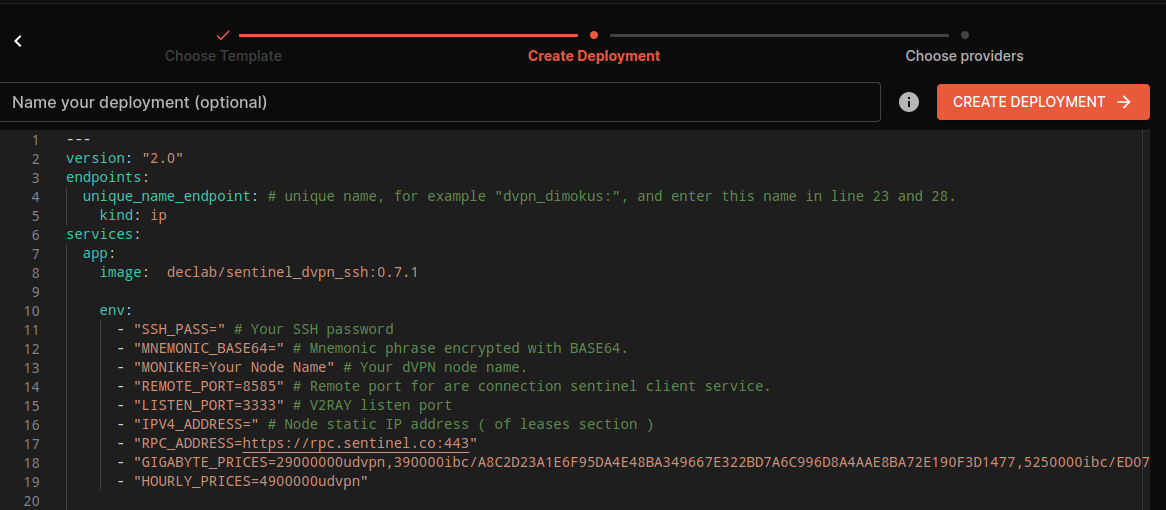 Choose Template
Create Deployment
Choose providers
Name your deployment (optional)
CREATE DEPLOYMENT
1 ---
2 version: "2.0"
3 endpoints:
4 unique_name_endpoint: # unique name, for example "dvpn_dimokus:", and enter this name in line 23 and 28.
5 kind: ip
6 services:
7 app:
8 image:  declab/sentinel_dvpn_ssh:0.7.1
9
10 env:
11 - "SSH_PASS=" # Your SSH password
12 - "MNEMONIC_BASE64=" # Mnemonic phrase encrypted with BASE64.
13 - "MONIKER=Your Node Name" # Your dVPN node name.
14 - "REMOTE_PORT=8585" # Remote port for are connection sentinel client service.
15 - "LISTEN_PORT=3333" # V2RAY listen port
16 - "IPV4_ADDRESS=" # Node static IP address ( of leases section )
17 - "RPC_ADDRESS=https://rpc.sentinel.co:443"
18 - "GIGABYTE_PRICES=29000000udvpn,390000ibc/A8C2D23A1E6F95DA4E48BA349667E322BD7A6C996D8A4AAE8BA72E190F3D1477,5250000ibc/ED07
19 - "HOURLY_PRICES=4900000udvpn"
20